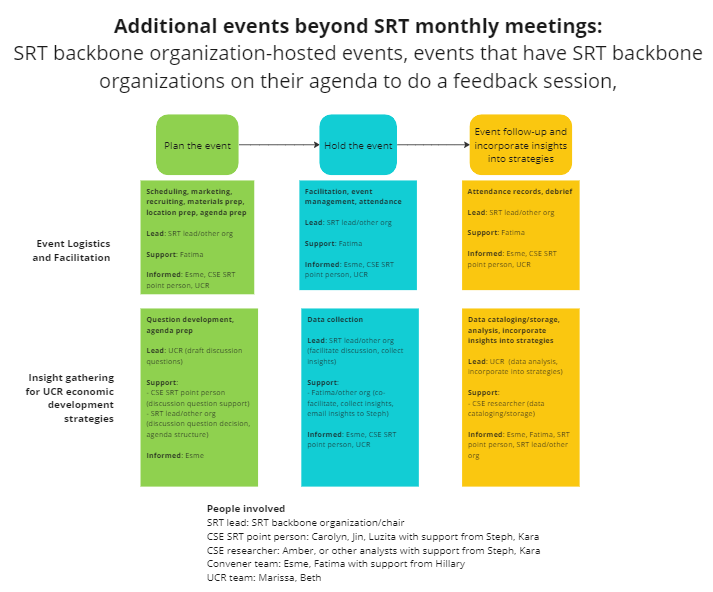 Additional events beyond SRT monthly meetings:
SRT backbone organization-hosted events, events that have SRT backbone
organizations on their agenda to do a feedback session,
Plan the event
Hold the event
Event follow-up and
incorporate insights
into strategies
Event Logistics
and Facilitation
Scheduling, marketing,
recruiting, materials prep,
location prep, agenda prep
Lead: SRT lead/other org
Support: Fatima
Informed: Esme, CSE SRT
point person, UCR
Facilitation, event
management, attendance
Lead: SRT lead/other org
Support: Fatima
Informed: Esme, CSE SRT
point person, UCR
Attendance records, debrief
Lead: SRT lead/other org
Support: Fatima
Informed: Esme, CSE SRT
point person, UCR
Insight gathering
for UCR economic
development
strategies
Question development,
agenda prep
Lead: UCR (draft discussion
questions)
Support:
- CSE SRT point person
(discussion question support)
- SRT lead/other org
(discussion question decision,
agenda structure)
Informed: Esme
Data collection
Lead: SRT lead/other org
(facilitate discussion, collect
insights)
Support:
- Fatima/other org (co-
facilitate, collect insights,
email insights to Steph)
Informed: Esme, CSE SRT
point person, UCR
Data cataloging/storage,
analysis, incorporate
insights into strategies
Lead: UCR (data analysis,
incorporate into strategies)
Support:
- CSE researcher (data
cataloging/storage)
Informed: Esme, Fatima, SRT
point person, SRT lead/other
org
People involved
SRT lead: SRT backbone organization/chair
CSE SRT point person: Carolyn, Jin, Luzita with support from Steph, Kara
CSE researcher: Amber, or other analysts with support from Steph, Kara
Convener team: Esme, Fatima with support from Hillary
UCR team: Marissa, Beth